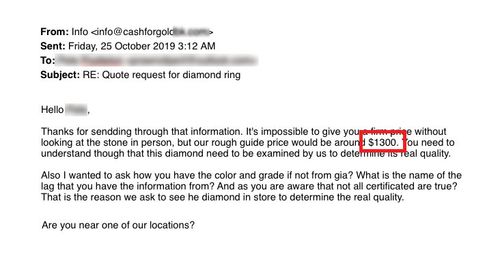 From: Info <info@cashforgold
Sent: Friday, 25 October 2019 3:12 AM
To:
Subject: RE: Quote request for diamond ring
Hello ,
Thanks for sendding through that information. It's impossible to give you a firm price without
looking at the stone in person, but our rough guide price would be around $1300. You need to
understand though that this diamond need to be examined by us to determine its real quality.
Also I wanted to ask how you have the color and grade if not from gia? What is the name of the
lag that you have the information from? And as you are aware that not all certificated are true?
That is the reason we ask to see he diamond in store to determine the real quality.
Are you near one of our locations?